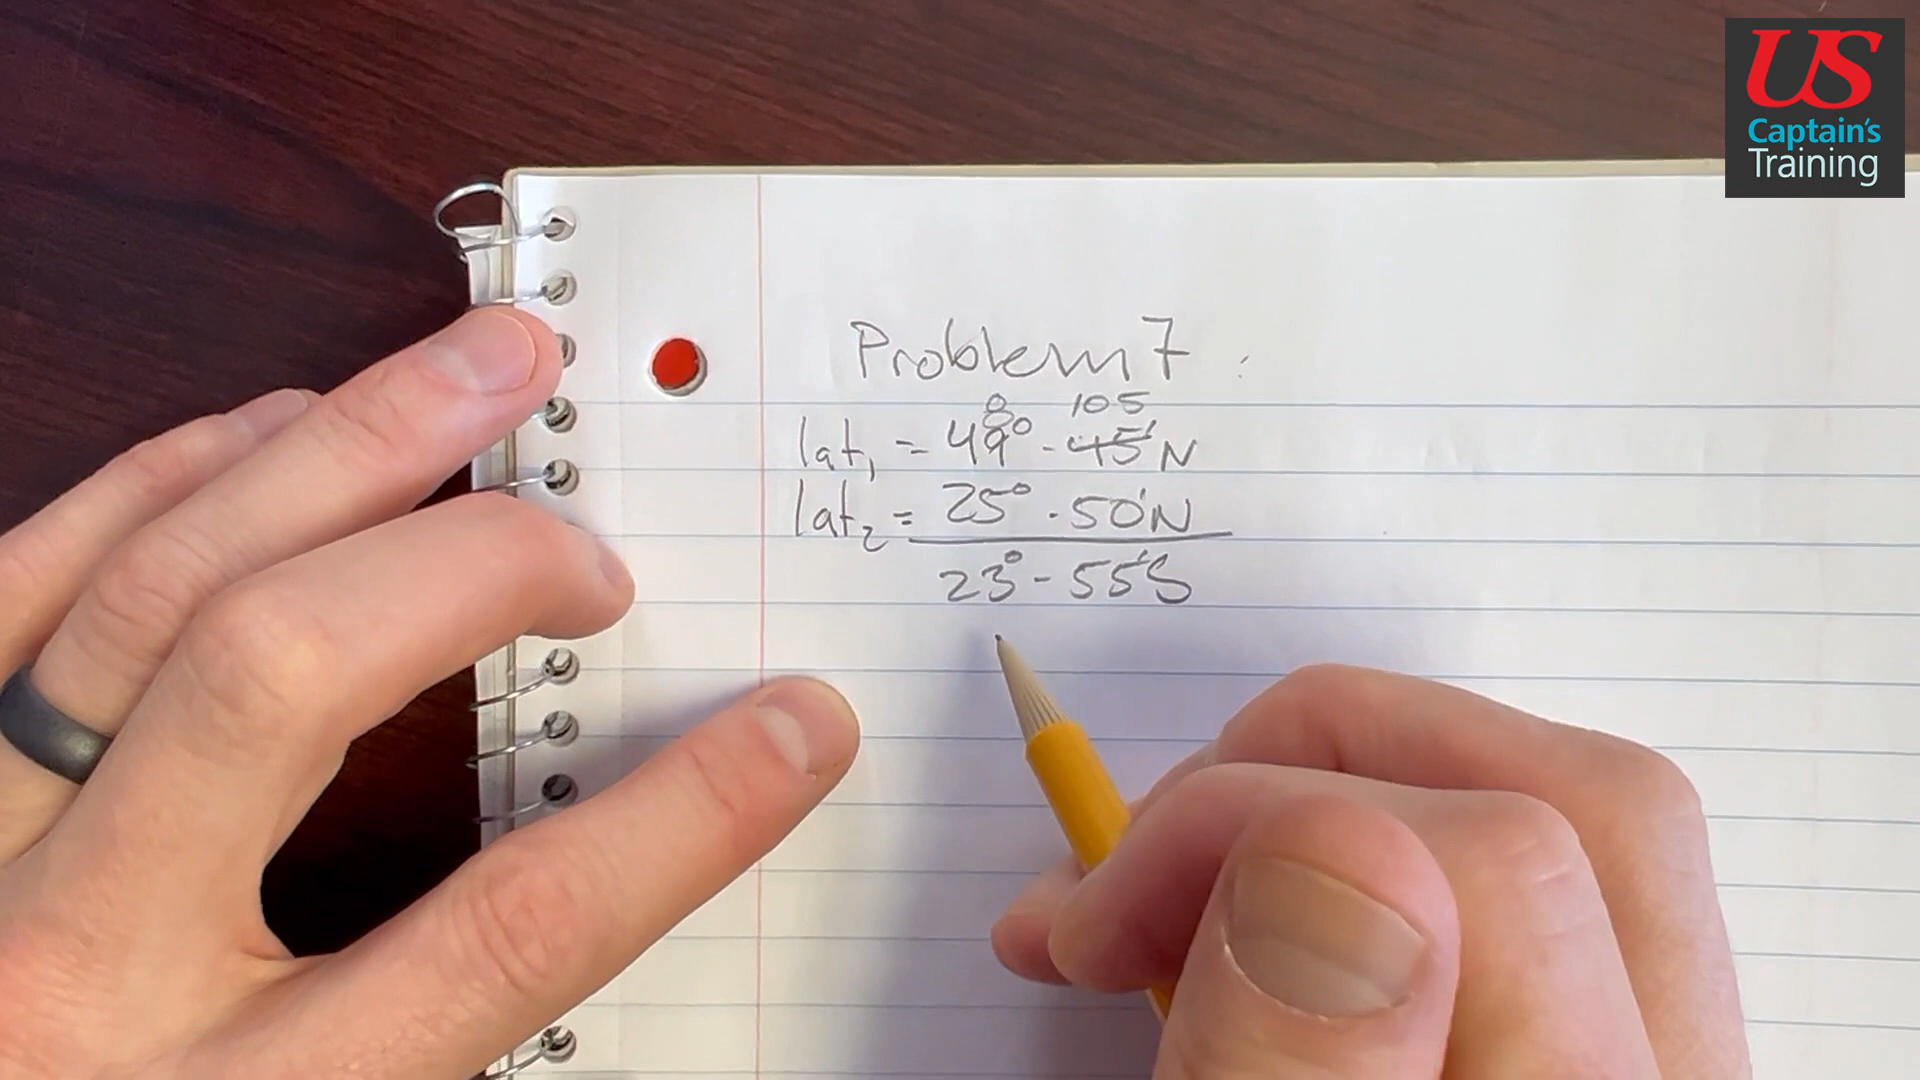 US
Captain's
Training
Problem 7
8 105
lat₁ = 49° - 45' N
lat₂ = 25° - 50' N
23° - 55' S